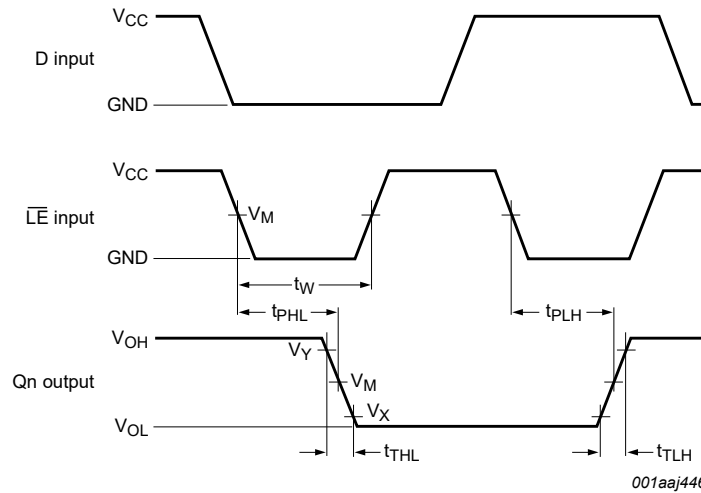 VCC
D input
GND
VCC
LE input
VM
GND
tW
tPHL
tPLH
VOH
VY
Qn output
VM
VX
VOL
tTHL
tTLH
001aaj446